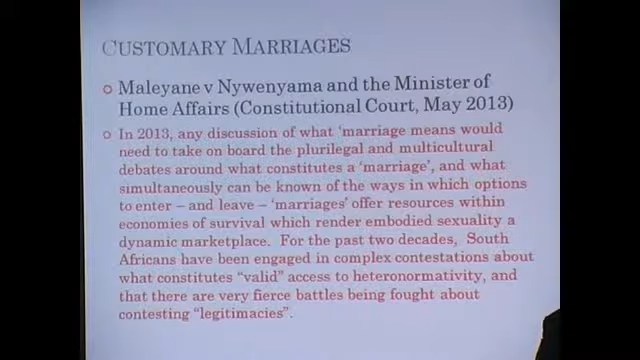 CUSTOMARY MARRIAGES
Maleyane v Nywenyama and the Minister of
Home Affairs (Constitutional Court, May 2013)
In 2013, any discussion of what 'marriage means would
need to take on board the plurilegal and multicultural
debates around what constitutes a 'marriage', and what
simultaneously can be known of the ways in which options
to enter – and leave – 'marriages' offer resources within
economies of survival which render embodied sexuality a
dynamic marketplace. For the past two decades, South
Africans have been engaged in complex contestations about
what constitutes "valid" access to heteronormativity, and
that there are very fierce battles being fought about
contesting "legitimacies".